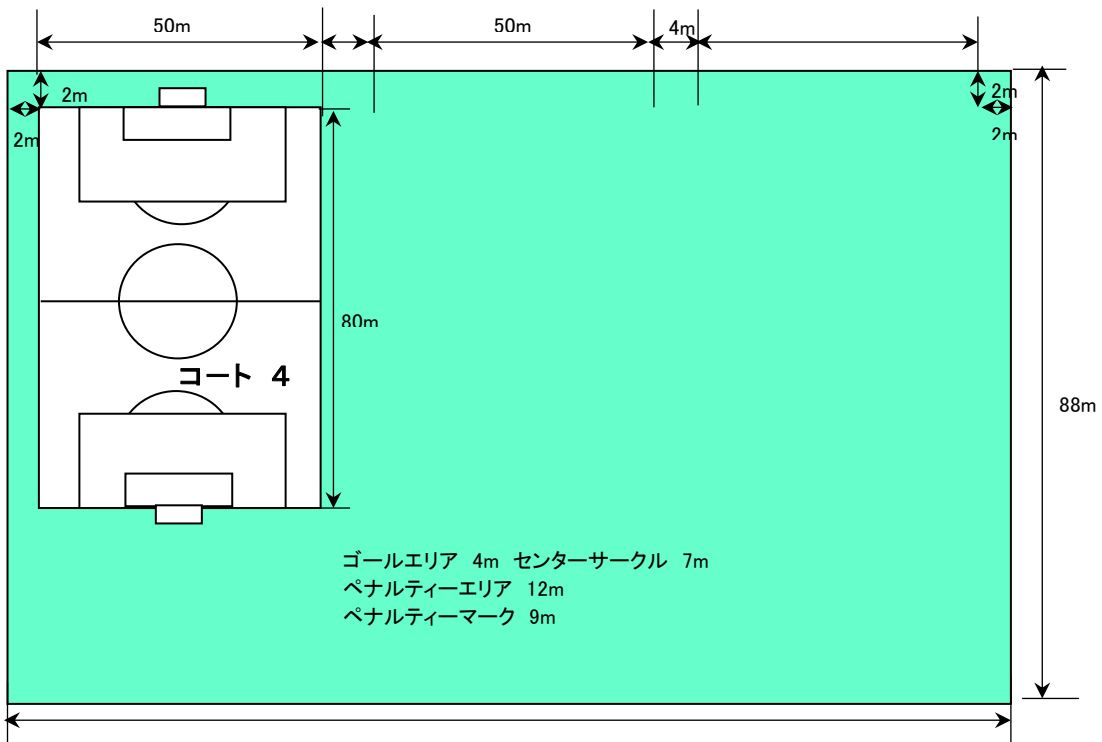 50m
50m
4m
2m
2m
2m
2m
80m
コート 4
88m
ゴールエリア 4m センターサークル 7m
ペナルティーエリア 12m
ペナルティーマーク 9m